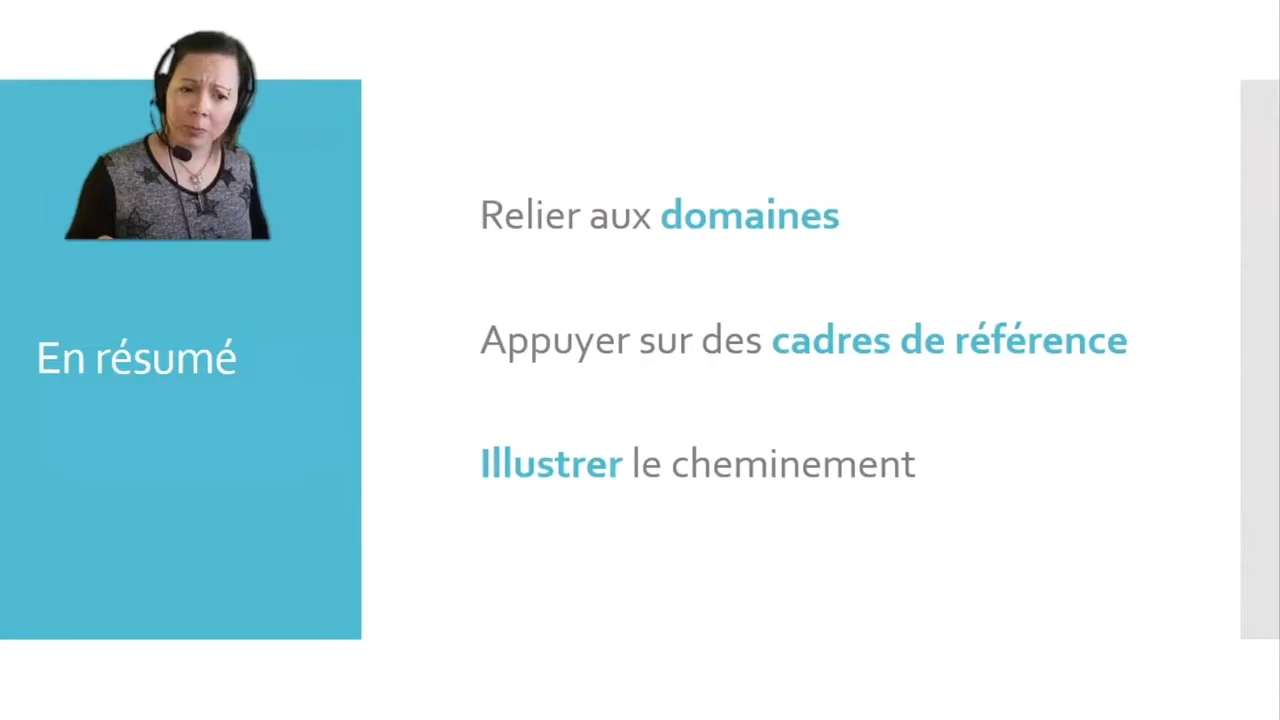 En résumé
Relier aux domaines
Appuyer sur des cadres de référence
Illustrer le cheminement